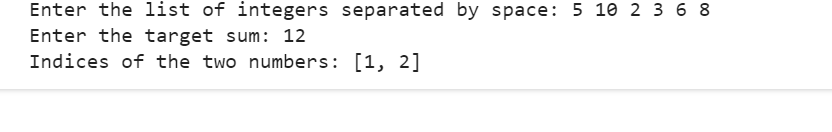 Enter the list of integers separated by space: 5 10 2 3 6 8
Enter the target sum: 12
Indices of the two numbers: [1, 2]